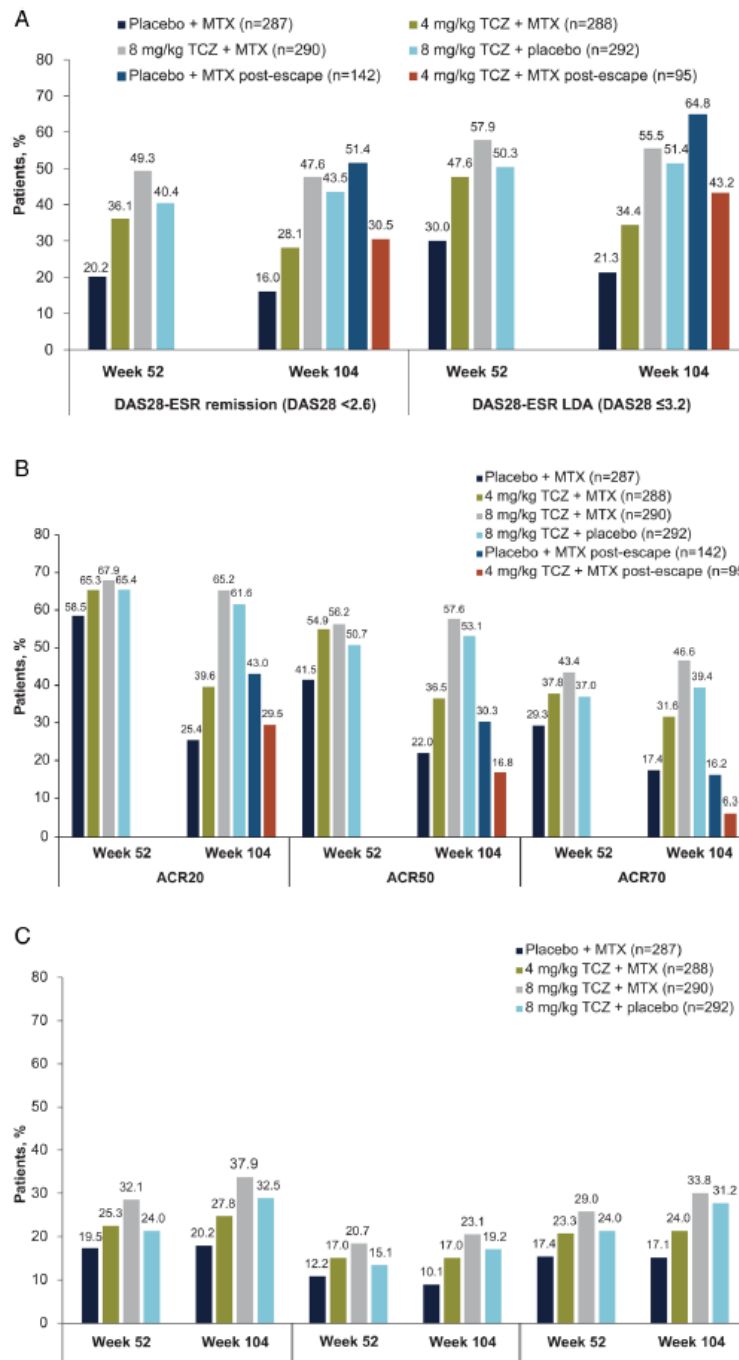 A
Placebo + MTX (n=287)
4 mg/kg TCZ + MTX (n=288)
8 mg/kg TCZ + MTX (n=290)
8 mg/kg TCZ + placebo (n=292)
Placebo + MTX post-escape (n=142)
4 mg/kg TCZ + MTX post-escape (n=95)
Patients, %
80
70
60
50
40
30
20
10
0
20.2 36.1 49.3 40.4
16.0 28.1 47.6 43.5 51.4 30.5
30.0 47.6 57.9 50.3
21.3 34.4 55.5 51.4 64.8 43.2
Week 52 Week 104 Week 52 Week 104
DAS28-ESR remission (DAS28 <2.6) DAS28-ESR LDA (DAS28 ≤3.2)
B
Placebo + MTX (n=287)
4 mg/kg TCZ + MTX (n=288)
8 mg/kg TCZ + MTX (n=290)
8 mg/kg TCZ + placebo (n=292)
Placebo + MTX post-escape (n=142)
4 mg/kg TCZ + MTX post-escape (n=95
Patients, %
80
70
60
50
40
30
20
10
0
58.5 65.3 67.9 65.4
25.4 39.6 65.2 61.6 43.0 29.5
41.5 54.9 56.2 50.7
22.0 36.5 57.6 53.1 30.3 16.8
29.3 37.8 43.4 37.0
17.4 31.6 46.6 39.4 16.2 6.3
Week 52 Week 104 Week 52 Week 104 Week 52 Week 104
ACR20 ACR50 ACR70
C
Placebo + MTX (n=287)
4 mg/kg TCZ + MTX (n=288)
8 mg/kg TCZ + MTX (n=290)
8 mg/kg TCZ + placebo (n=292)
Patients, %
80
70
60
50
40
30
20
10
0
19.5 25.3 32.1 24.0
20.2 27.8 37.9 32.5
12.2 17.0 20.7 15.1
10.1 17.0 23.1 19.2
17.4 23.3 29.0 24.0
17.1 24.0 33.8 31.2
Week 52 Week 104 Week 52 Week 104 Week 52 Week 104